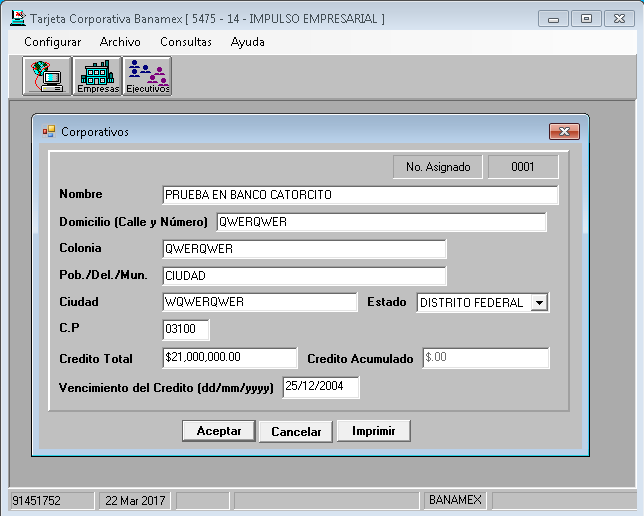 Tarjeta Corporativa Banamex [ 5475 - 14 - IMPULSO EMPRESARIAL ]
Configurar Archivo Consultas Ayuda
Empresas Ejecutivos
Corporativos
No. Asignado 0001
Nombre PRUEBA EN BANCO CATORCITO
Domicilio (Calle y Número) QWERQWER
Colonia QWERQWER
Pob./Del./Mun. CIUDAD
Ciudad WQWERQWER Estado DISTRITO FEDERAL
C.P 03100
Credito Total $21,000,000.00 Credito Acumulado $.00
Vencimiento del Credito (dd/mm/yyyy) 25/12/2004
Aceptar Cancelar Imprimir
91451752 22 Mar 2017 BANAMEX